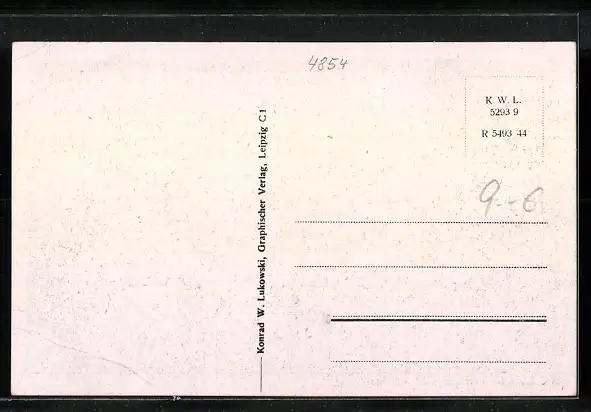 4854
K. W. L.
5293 9
R 5493 44
9.-6
Konrad W. Lukowski, Graphischer Verlag, Leipzig C 1